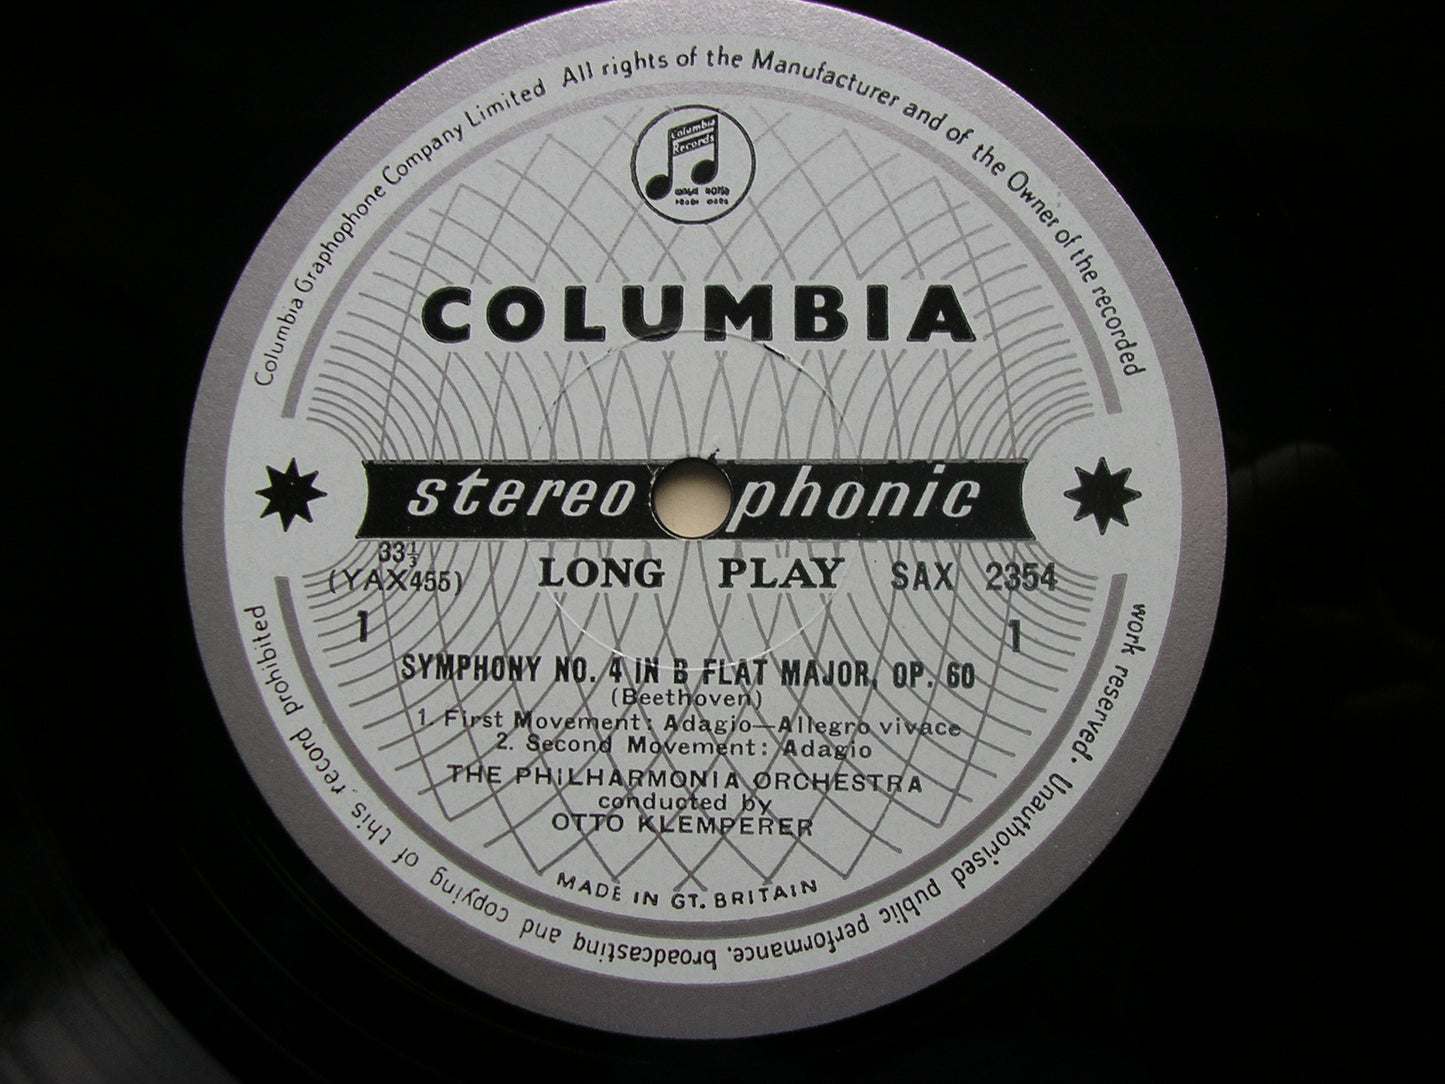 Columbia Graphophone Company Limited All rights of the Manufacturer and of the Owner of the recorded
work reserved. Unauthorised public performance, broadcasting and copying of this record prohibited
Columbia
Records
COLUMBIA
stereophonic
33⅓
(YAX455)
LONG PLAY
SAX 2354
1
1
SYMPHONY NO. 4 IN B FLAT MAJOR, OP. 60
(Beethoven)
1. First Movement: Adagio—Allegro vivace
2. Second Movement: Adagio
THE PHILHARMONIA ORCHESTRA
conducted by
OTTO KLEMPERER
MADE IN GT. BRITAIN